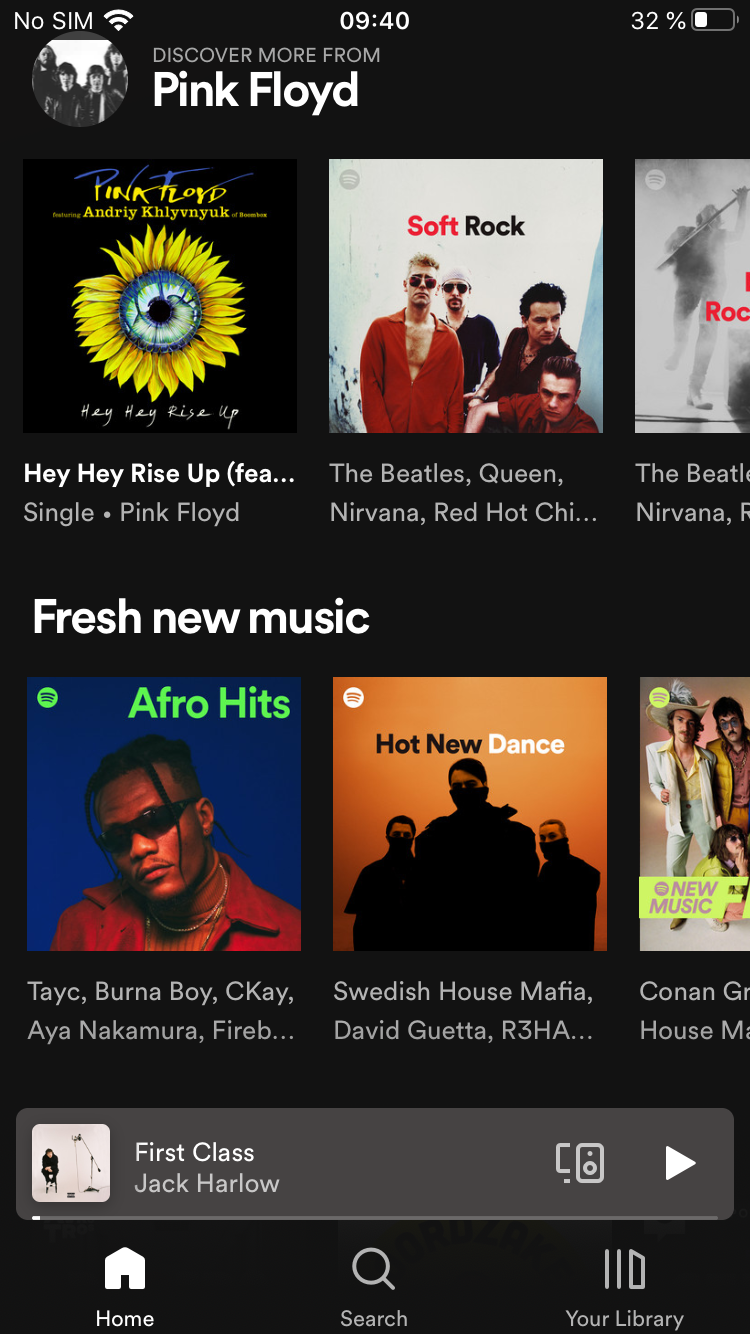 No SIM 09:40 32 %
DISCOVER MORE FROM
Pink Floyd
PINK FLOYD
featuring Andriy Khlyvnyuk of Boombox
Hey Hey Rise Up
Soft Rock
Roc
Hey Hey Rise Up (fea...
Single • Pink Floyd
The Beatles, Queen,
Nirvana, Red Hot Chi...
The Beatle
Nirvana, R
Fresh new music
Afro Hits
Hot New Dance
NEW
MUSIC
Tayc, Burna Boy, CKay,
Aya Nakamura, Fireb...
Swedish House Mafia,
David Guetta, R3HA...
Conan Gr
House Ma
First Class
Jack Harlow
Home
Search
Your Library